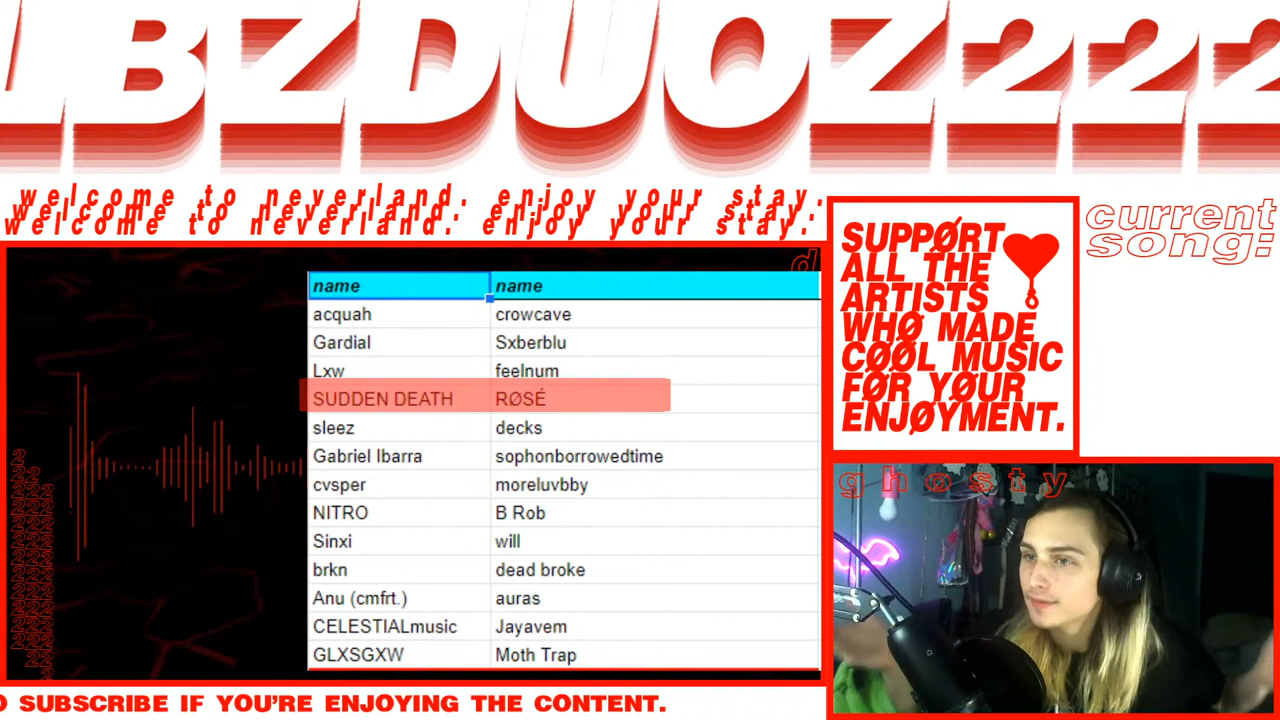 BZDUOZ222
welcome to neverland. enjoy your stay.
welcome to neverland. enjoy your stay.
SUPPØRT
ALL THE
ARTISTS
WHØ MADE
CØØL MUSIC
FØR YØUR
ENJØYMENT.
current
song:
d
name name
acquah crowcave
Gardial Sxberblu
Lxw feelnum
SUDDEN DEATH RØSÉ
sleez decks
Gabriel Ibarra sophonborrowedtime
cvsper moreluvbby
NITRO B Rob
Sinxi will
brkn dead broke
Anu (cmfrt.) auras
CELESTIALmusic Jayavem
GLXSGXW Moth Trap
ghøsty
SUBSCRIBE IF YOU'RE ENJOYING THE CONTENT.